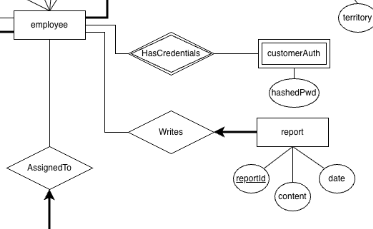 territory
employee
HasCredentials
customerAuth
hashedPwd
Writes
report
AssignedTo
reportId
content
date